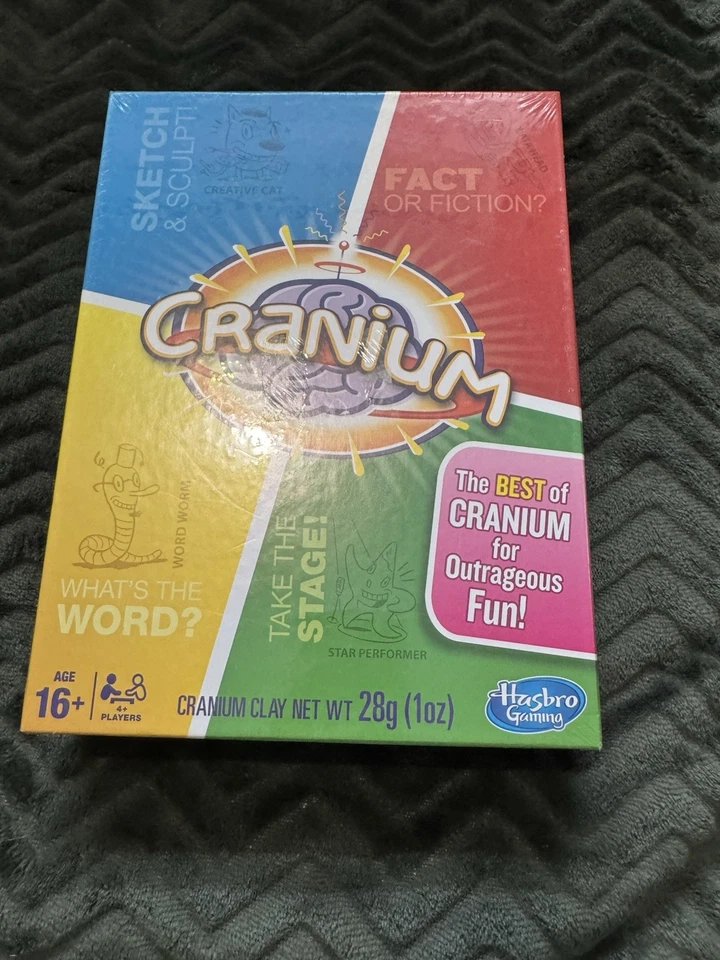 SKETCH
& SCULPT!
CREATIVE CAT
FACT
OR FICTION?
CRANIUM
WORD WORM
WHAT'S THE
WORD?
TAKE THE
STAGE!
STAR PERFORMER
The BEST of
CRANIUM
for
Outrageous
Fun!
AGE
16+
4+
PLAYERS
CRANIUM CLAY NET WT 28g (1oz)
Hasbro
Gaming